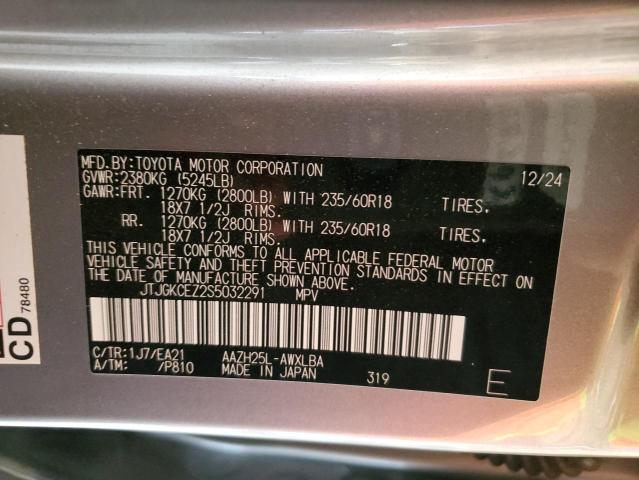 MFD.BY:TOYOTA MOTOR CORPORATION 12/24
GVWR:2380KG (5245LB)
GAWR:FRT. 1270KG (2800LB) WITH 235/60R18 TIRES,
18X7 1/2J RIMS.
RR. 1270KG (2800LB) WITH 235/60R18 TIRES,
18X7 1/2J RIMS.
THIS VEHICLE CONFORMS TO ALL APPLICABLE FEDERAL MOTOR
VEHICLE SAFETY AND THEFT PREVENTION STANDARDS IN EFFECT ON
THE DATE OF MANUFACTURE SHOWN ABOVE.
JTJGKCEZ2S5032291 MPV
C/TR:1J7/EA21 AAZH25L-AWXLBA
A/TM: /P810 MADE IN JAPAN 319 E
CD 78480